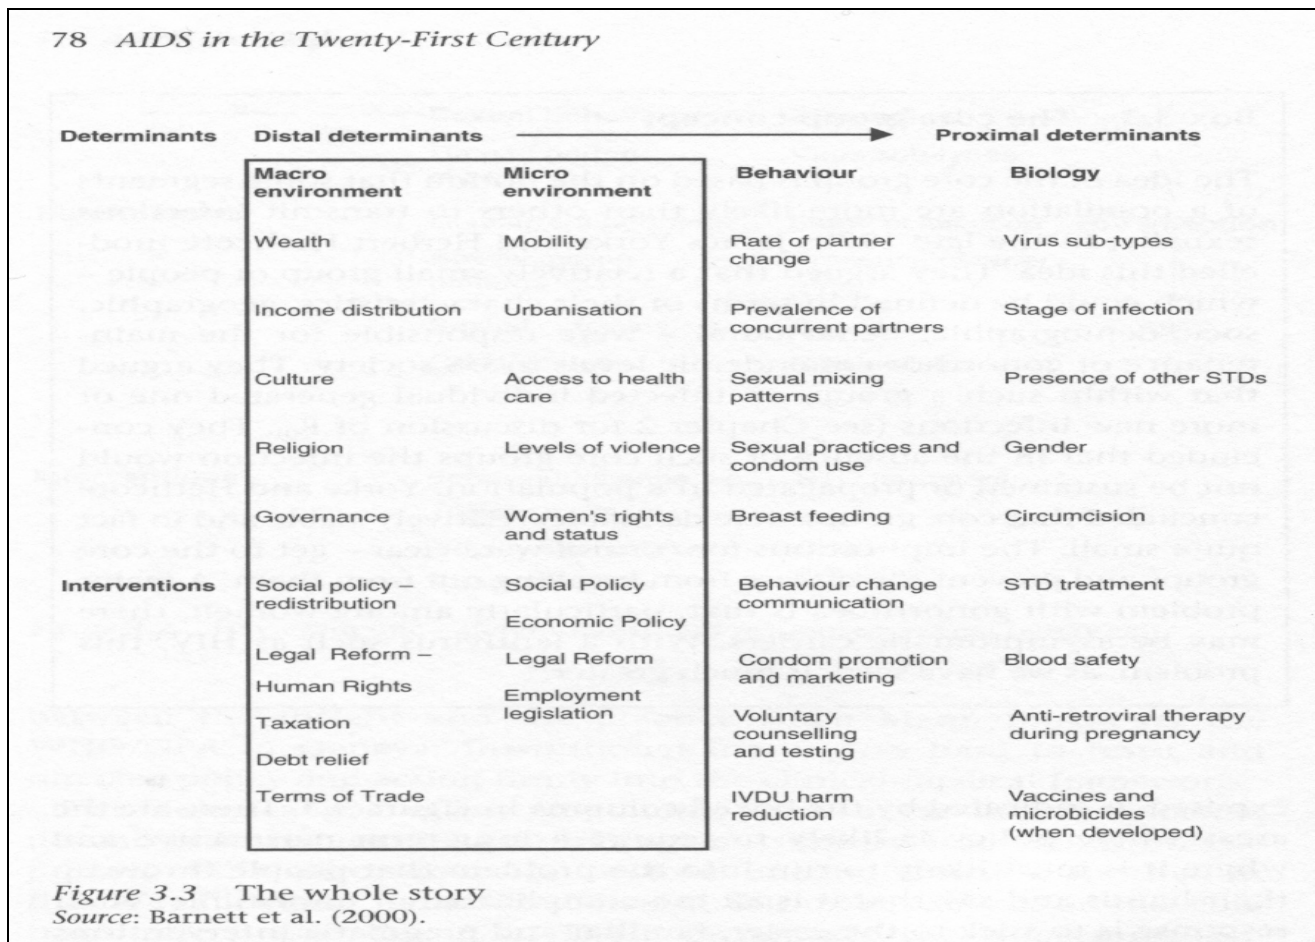 78 AIDS in the Twenty-First Century
Determinants Distal determinants Proximal determinants
Macro environment
Micro environment
Behaviour
Biology
Wealth
Mobility
Rate of partner
change
Virus sub-types
Income distribution
Urbanisation
Prevalence of
concurrent partners
Stage of infection
Culture
Access to health
care
Sexual mixing
patterns
Presence of other STDs
Religion
Levels of violence
Sexual practices and
condom use
Gender
Governance
Women's rights
and status
Breast feeding
Circumcision
Interventions
Social policy –
redistribution
Legal Reform –
Human Rights
Taxation
Debt relief
Terms of Trade
Social Policy
Economic Policy
Legal Reform
Employment
legislation
Behaviour change
communication
Condom promotion
and marketing
Voluntary
counselling
and testing
IVDU harm
reduction
STD treatment
Blood safety
Anti-retroviral therapy
during pregnancy
Vaccines and
microbicides
(when developed)
Figure 3.3 The whole story
Source: Barnett et al. (2000).